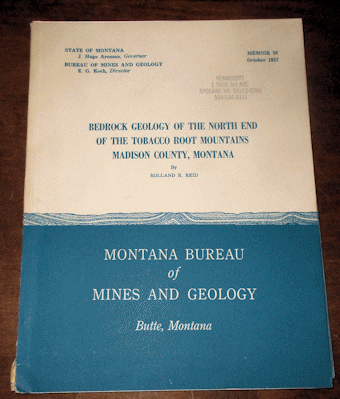 STATE OF MONTANA
J. Hugo Aronson, Governor
BUREAU OF MINES AND GEOLOGY
E. G. Koch, Director
MEMOIR 36
October 1957
KENNECOTT
BEDROCK GEOLOGY OF THE NORTH END
OF THE TOBACCO ROOT MOUNTAINS
MADISON COUNTY, MONTANA
By
ROLLAND R. REID
MONTANA BUREAU
of
MINES AND GEOLOGY
Butte, Montana